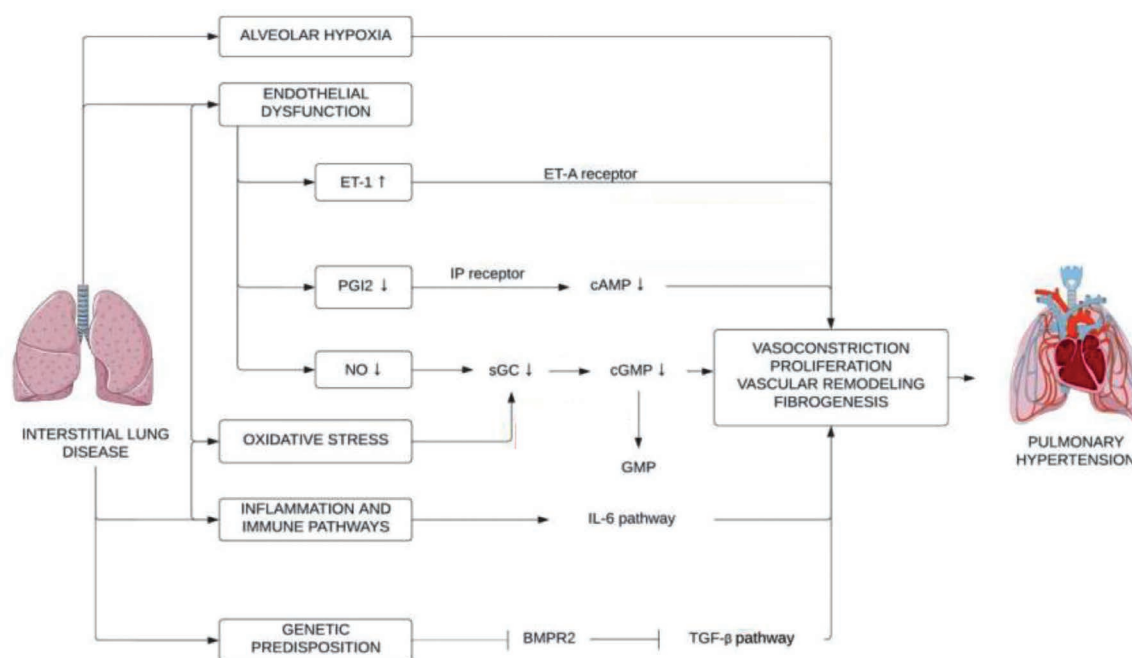 ALVEOLAR HYPOXIA
ENDOTHELIAL
DYSFUNCTION
ET-1 ↑
ET-A receptor
PGI2 ↓
IP receptor
cAMP ↓
NO ↓
sGC ↓
cGMP ↓
VASOCONSTRICTION
PROLIFERATION
VASCULAR REMODELING
FIBROGENESIS
INTERSTITIAL LUNG
DISEASE
OXIDATIVE STRESS
GMP
PULMONARY
HYPERTENSION
INFLAMMATION AND
IMMUNE PATHWAYS
IL-6 pathway
GENETIC
PREDISPOSITION
BMPR2
TGF-β pathway